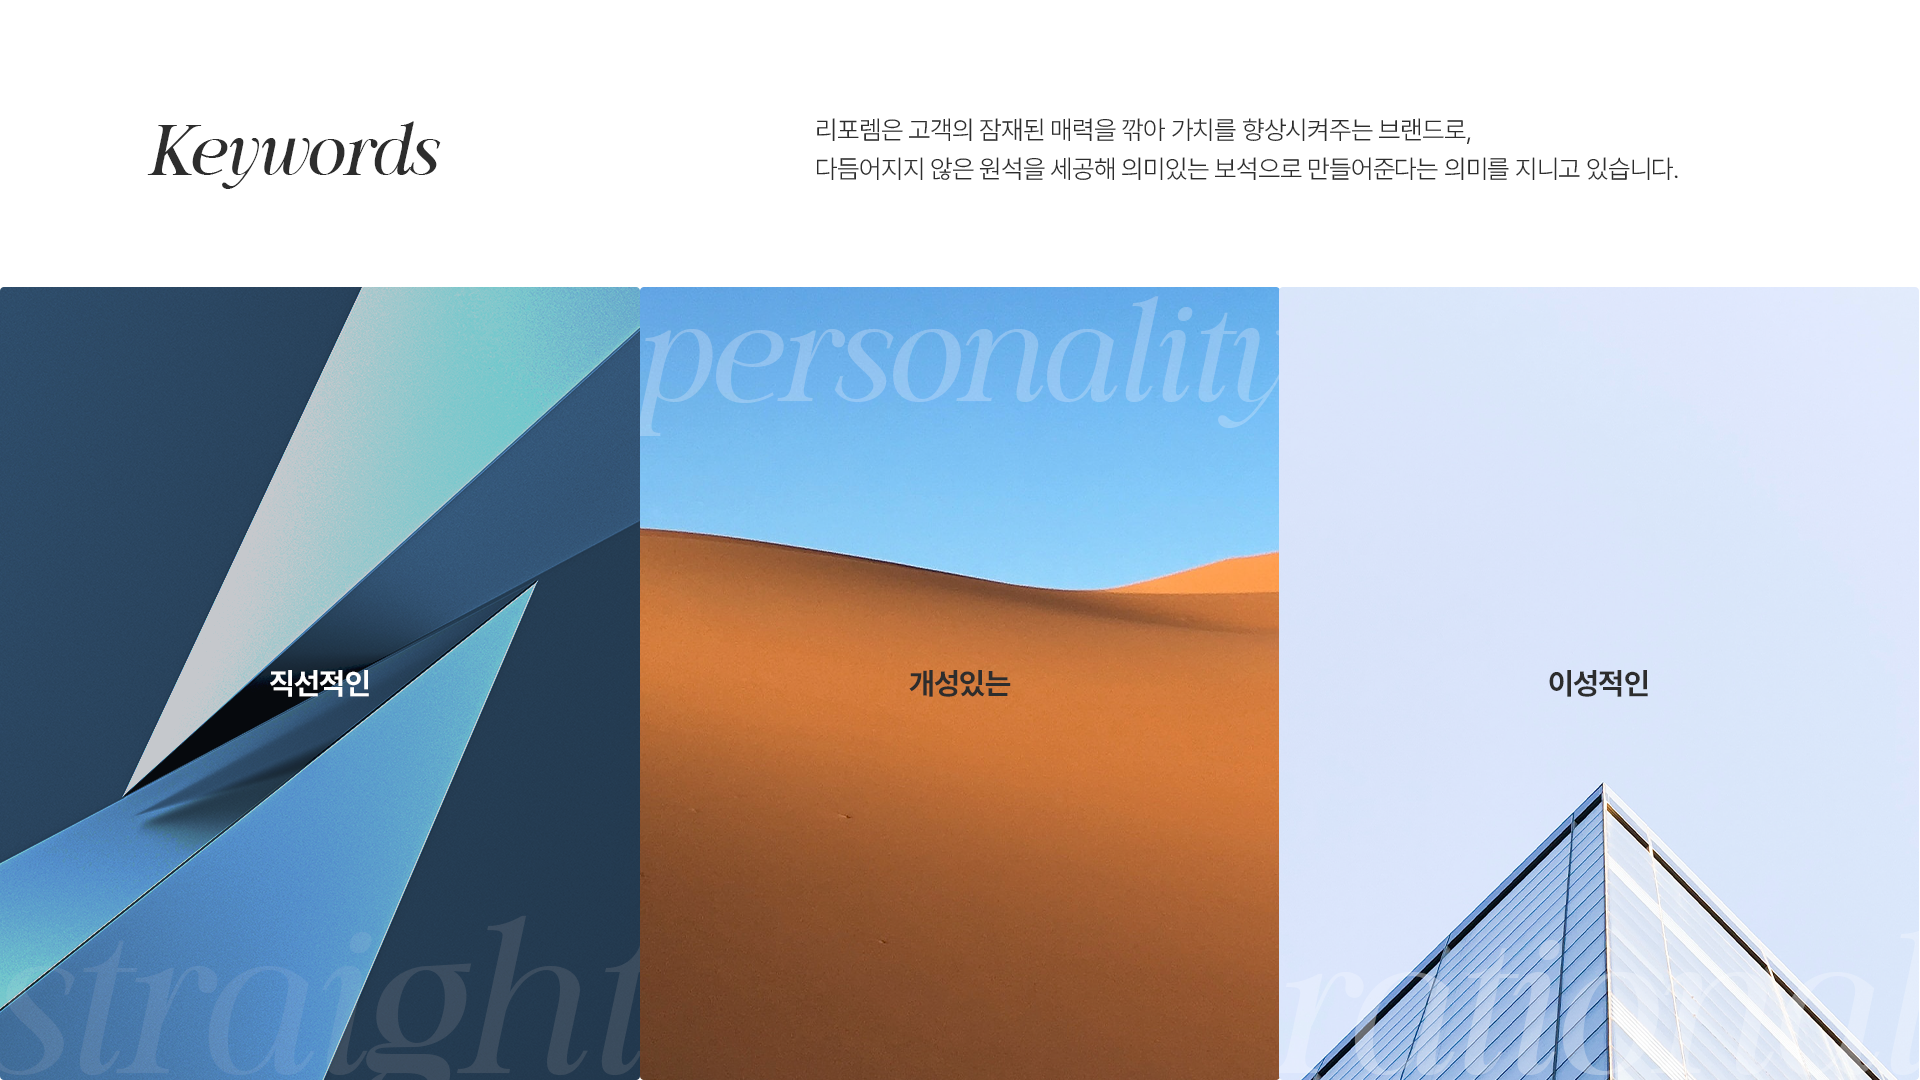 Keywords
리포렘은 고객의 잠재된 매력을 깎아 가치를 향상시켜주는 브랜드로,
다듬어지지 않은 원석을 세공해 의미있는 보석으로 만들어준다는 의미를 지니고 있습니다.
직선적인
straight
personality
개성있는
이성적인
rational